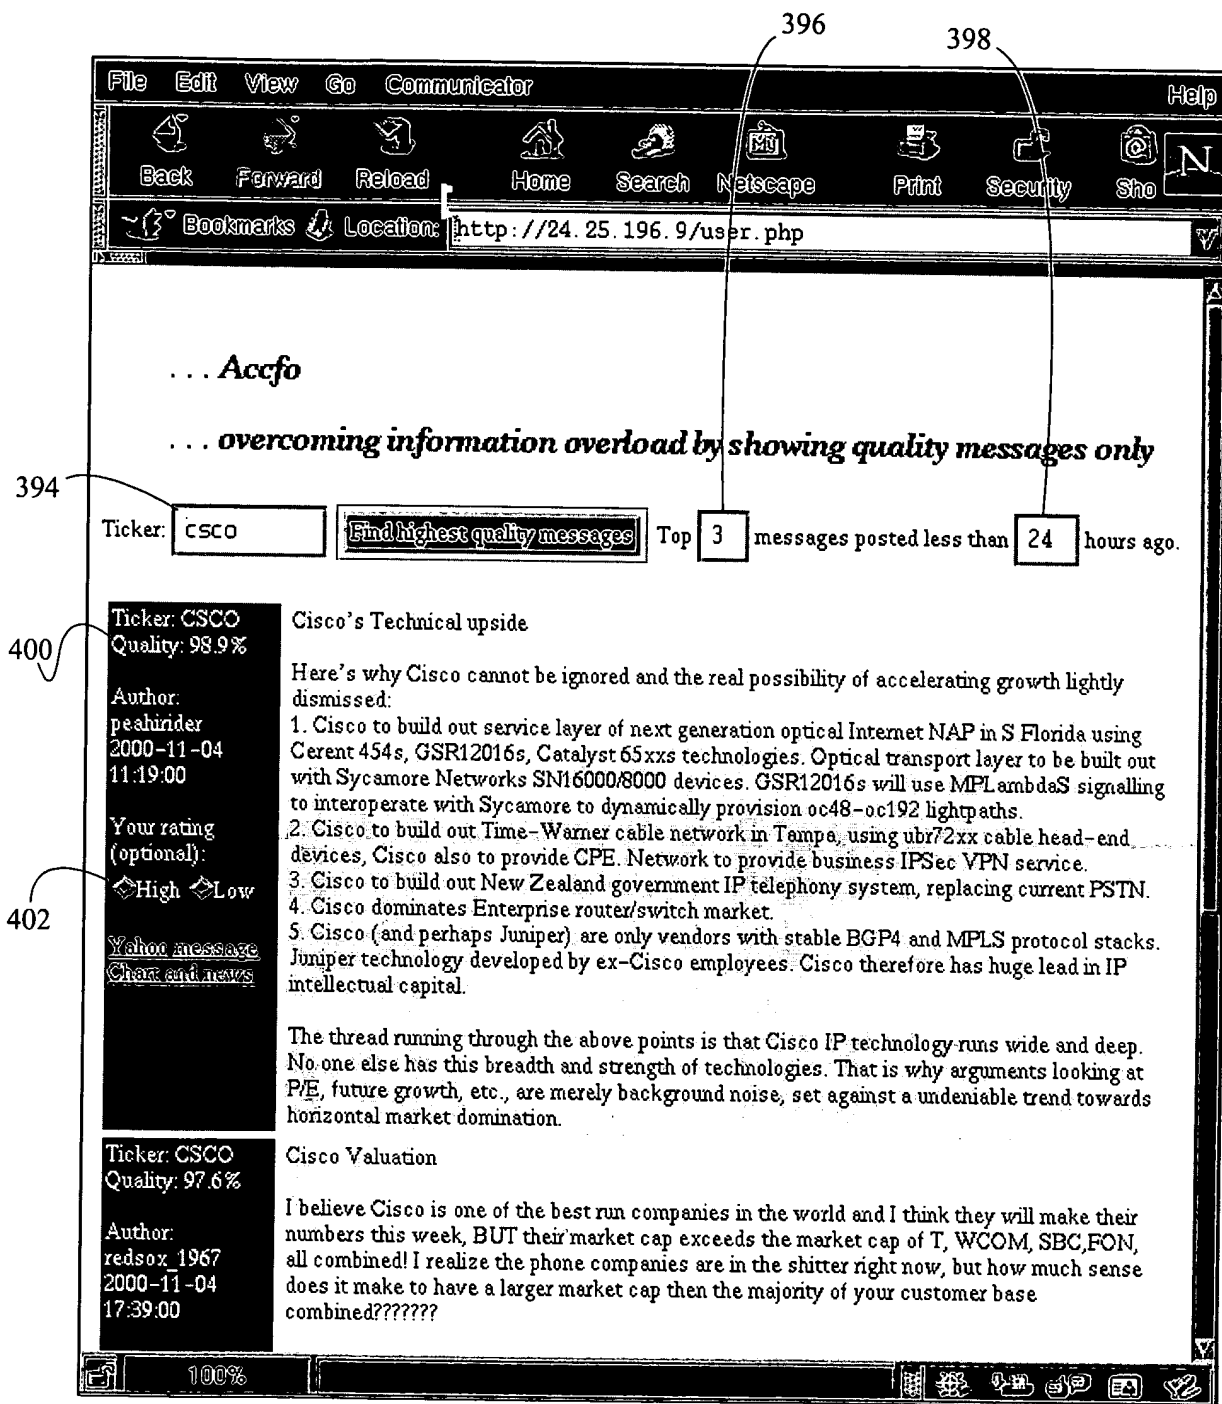 396
398
File Edit View Go Communicator Help
Back Forward Reload Home Search Netscape Print Security Sho
My
N
Bookmarks Location: http://24.25.196.9/user.php
. . . Accfo
. . . overcoming information overload by showing quality messages only
394
Ticker: csco Find highest quality messages Top 3 messages posted less than 24 hours ago.
400
Ticker: CSCO
Quality: 98.9%
Author:
peahirider
2000-11-04
11:19:00
Your rating
(optional):
High Low
402
Yahoo message
Chart and news
Cisco's Technical upside
Here's why Cisco cannot be ignored and the real possibility of accelerating growth lightly
dismissed:
1. Cisco to build out service layer of next generation optical Internet NAP in S Florida using
Cerent 454s, GSR12016s, Catalyst 65xxs technologies. Optical transport layer to be built out
with Sycamore Networks SN16000/8000 devices. GSR12016s will use MPLambdaS signalling
to interoperate with Sycamore to dynamically provision oc48-oc192 lightpaths.
2. Cisco to build out Time-Warner cable network in Tampa, using ubr72xx cable head-end
devices, Cisco also to provide CPE. Network to provide business IPSec VPN service.
3. Cisco to build out New Zealand government IP telephony system, replacing current PSTN.
4. Cisco dominates Enterprise router/switch market.
5. Cisco (and perhaps Juniper) are only vendors with stable BGP4 and MPLS protocol stacks.
Juniper technology developed by ex-Cisco employees. Cisco therefore has huge lead in IP
intellectual capital.
The thread running through the above points is that Cisco IP technology runs wide and deep.
No one else has this breadth and strength of technologies. That is why arguments looking at
P/E, future growth, etc., are merely background noise, set against a undeniable trend towards
horizontal market domination.
Ticker: CSCO
Quality: 97.6%
Author:
redsox_1967
2000-11-04
17:39:00
Cisco Valuation
I believe Cisco is one of the best run companies in the world and I think they will make their
numbers this week, BUT their market cap exceeds the market cap of T, WCOM, SBC,FON,
all combined! I realize the phone companies are in the shitter right now, but how much sense
does it make to have a larger market cap then the majority of your customer base
combined???????
100%